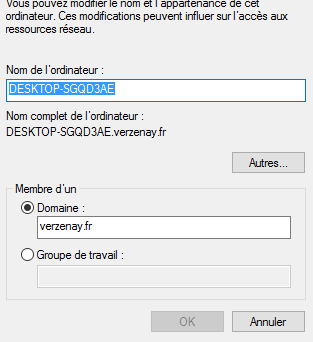 Vous pouvez modifier le nom et l'appartenance de cet
ordinateur. Ces modifications peuvent influer sur l'accès aux
ressources réseau.
Nom de l'ordinateur :
DESKTOP-SGQD3AE
Nom complet de l'ordinateur :
DESKTOP-SGQD3AE.verzenay.fr
Autres...
Membre d'un
Domaine :
verzenay.fr
Groupe de travail :
OK
Annuler